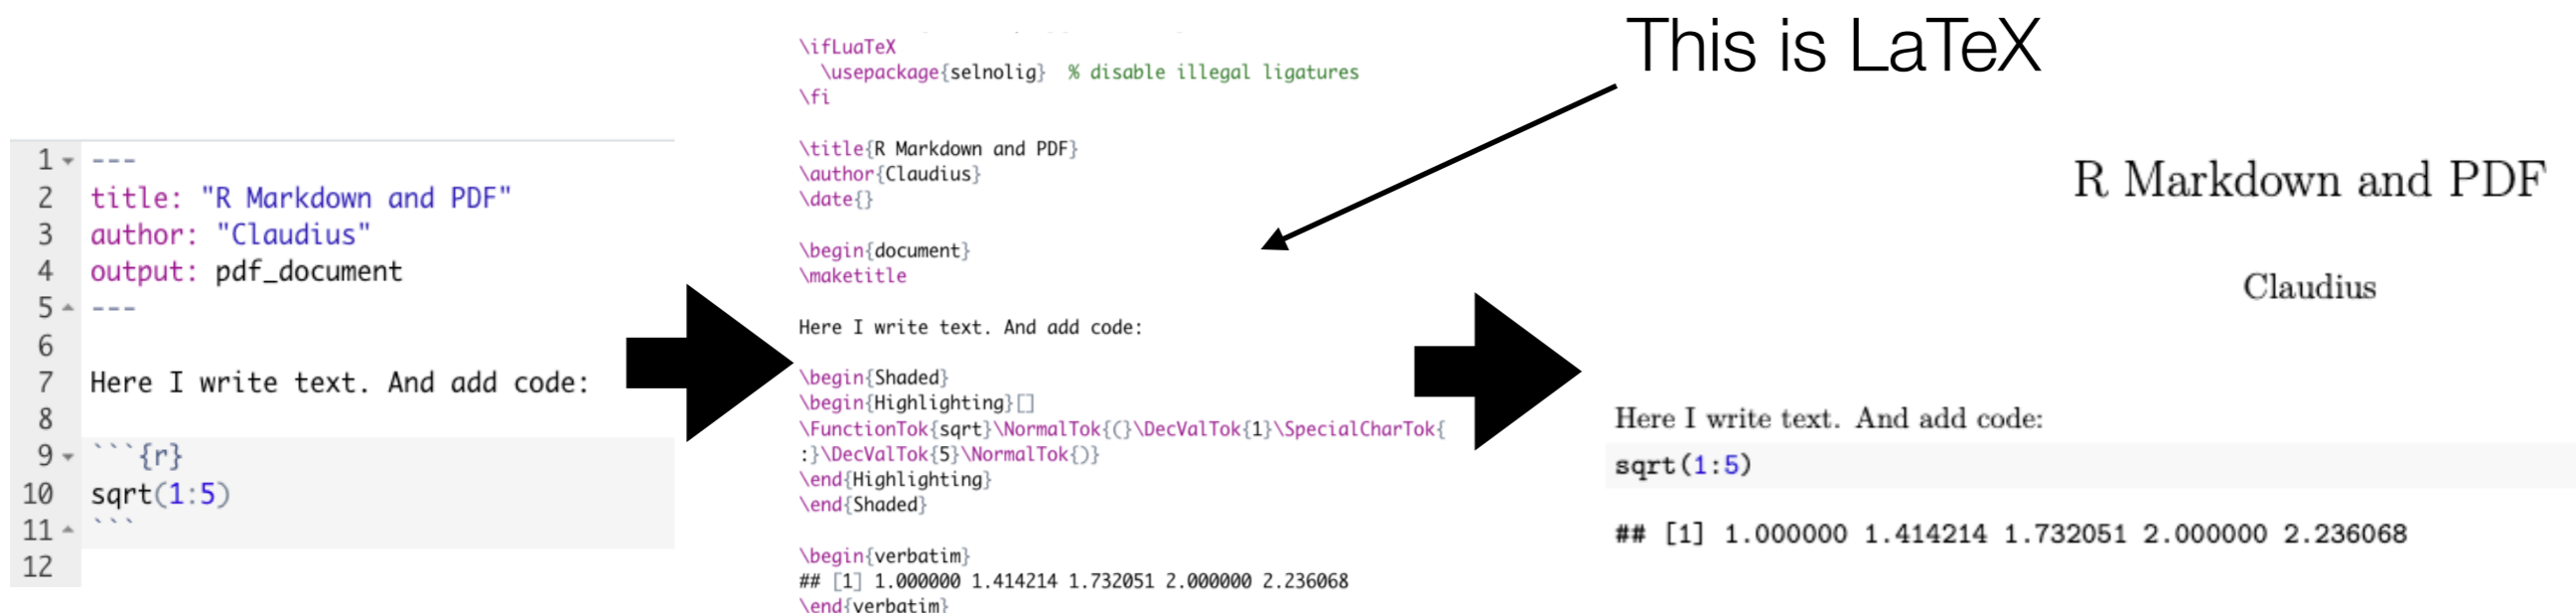 This is LaTeX
1 ---
2 title: "R Markdown and PDF"
3 author: "Claudius"
4 output: pdf_document
5 ---
6
7 Here I write text. And add code:
8
9 ```{r}
10 sqrt(1:5)
11 ```
12
\ifLuaTeX
\usepackage{selnolig} % disable illegal ligatures
\fi
\title{R Markdown and PDF}
\author{Claudius}
\date{}
\begin{document}
\maketitle
Here I write text. And add code:
\begin{Shaded}
\begin{Highlighting}[]
\FunctionTok{sqrt}\NormalTok{(}\DecValTok{1}\SpecialCharTok{
:}\DecValTok{5}\NormalTok{)}
\end{Highlighting}
\end{Shaded}
\begin{verbatim}
## [1] 1.000000 1.414214 1.732051 2.000000 2.236068
\end{verbatim}
R Markdown and PDF
Claudius
Here I write text. And add code:
sqrt(1:5)
## [1] 1.000000 1.414214 1.732051 2.000000 2.236068